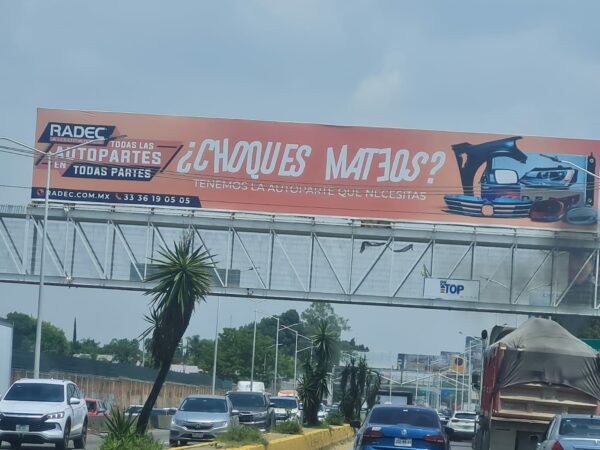 RADEC
TODAS LAS
AUTOPARTES
EN
TODAS PARTES
¿CHOQUES MATEOS?
TENEMOS LA AUTOPARTE QUE NECESITAS
RADEC.COM.MX
33 36 19 05 05
TOP